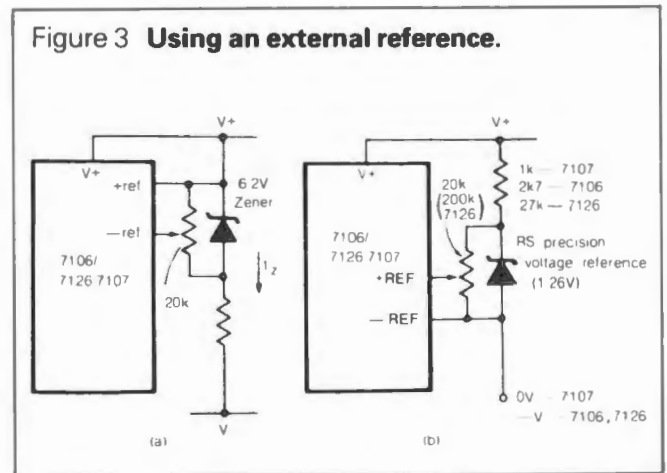 Figure 3 Using an external reference.
V+
V+
+ref
6 2V
Zener
—ref
7106/
7126 7107
20k
1z
V
(a)
V+
V+
1k — 7107
2k7 — 7106
27k — 7126
20k
(200k
7126)
7106/
7126 7107
RS precision
voltage reference
(1 26V)
+REF
— REF
0V — 7107
—V — 7106, 7126
(b)